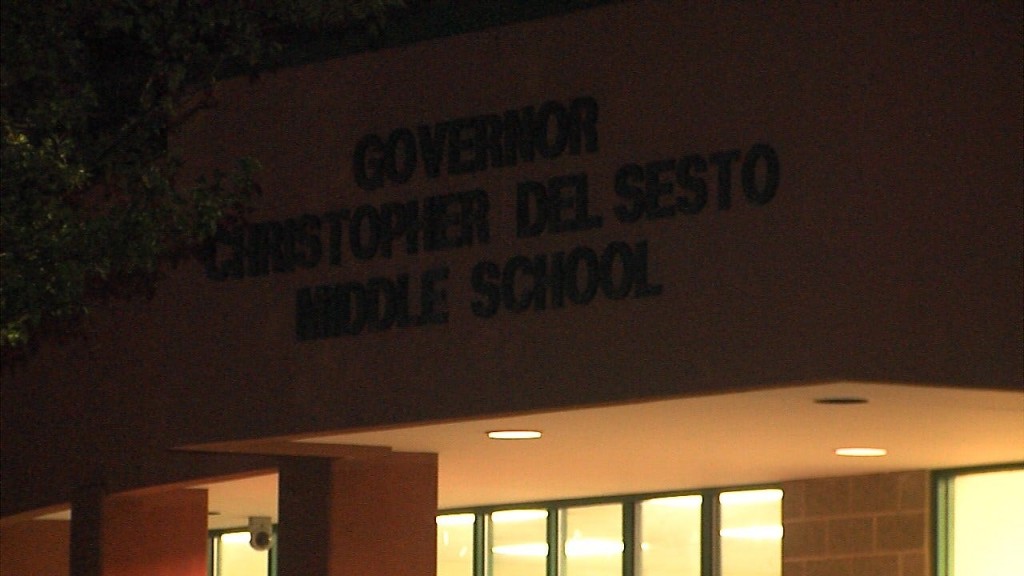 GOVERNOR
CHRISTOPHER DEL SESTO
MIDDLE SCHOOL